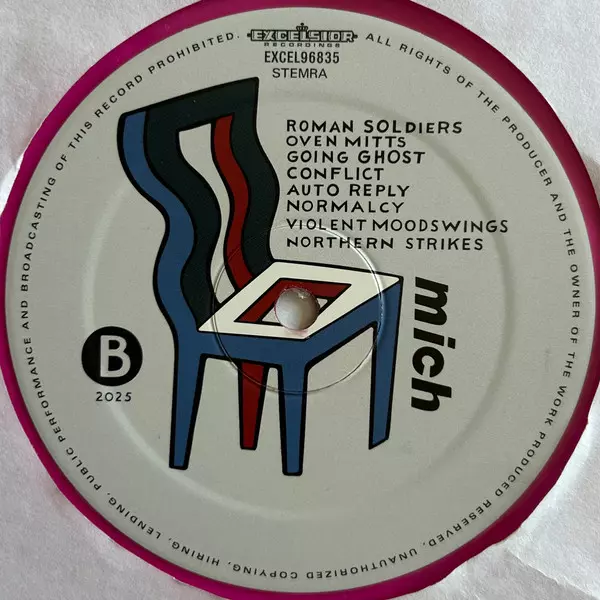 EXCELSIOR
RECORDINGS
EXCEL96835
STEMRA
ROMAN SOLDIERS
OVEN MITTS
GOING GHOST
CONFLICT
AUTO REPLY
NORMALCY
VIOLENT MOODSWINGS
NORTHERN STRIKES
mich
B
2025
ALL RIGHTS OF THE PRODUCER AND THE OWNER OF THE WORK PRODUCED RESERVED. UNAUTHORIZED COPYING, HIRING, LENDING, PUBLIC PERFORMANCE AND BROADCASTING OF THIS RECORD PROHIBITED.